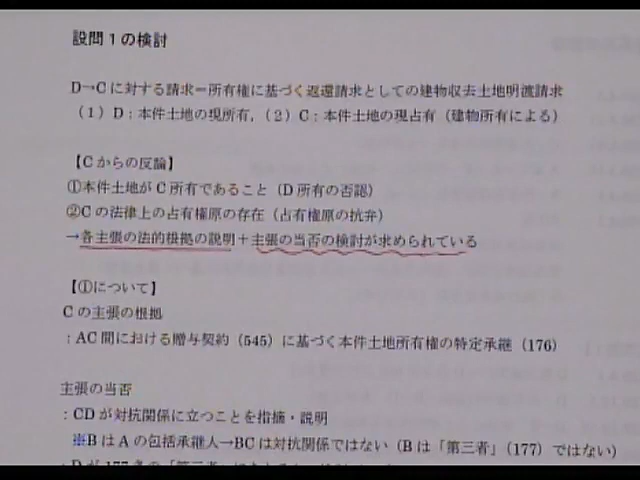 設問1の検討
D→Cに対する請求=所有権に基づく返還請求としての建物収去土地明渡請求
(1)D:本件土地の現所有,(2)C:本件土地の現占有(建物所有による)
【Cからの反論】
①本件土地がC所有であること(D所有の否認)
②Cの法律上の占有権原の存在(占有権原の抗弁)
→各主張の法的根拠の説明+主張の当否の検討が求められている
【①について】
Cの主張の根拠
:AC間における贈与契約(545)に基づく本件土地所有権の特定承継(176)
主張の当否
:CDが対抗関係に立つことを指摘・説明
※BはAの包括承継人→BCは対抗関係ではない(Bは「第三者」(177)ではない)